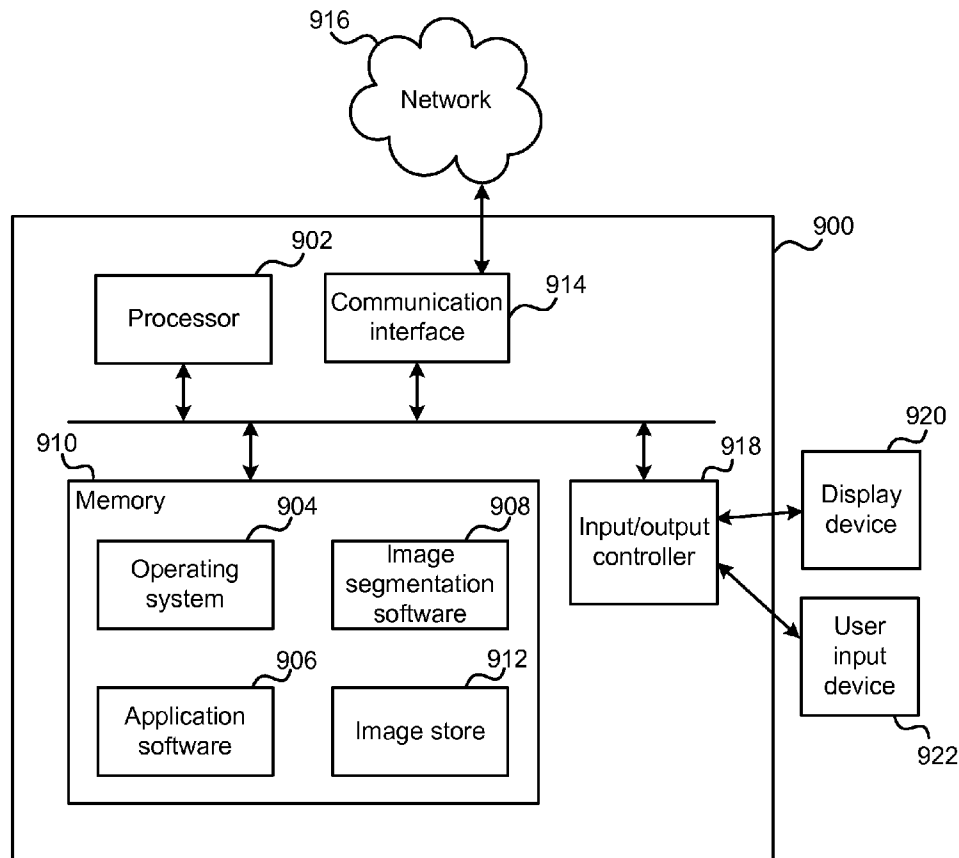 916
Network
900
902
Processor
Communication
interface
914
910
Memory
904
Operating
system
908
Image
segmentation
software
906
Application
software
912
Image store
918
Input/output
controller
920
Display
device
User
input
device
922